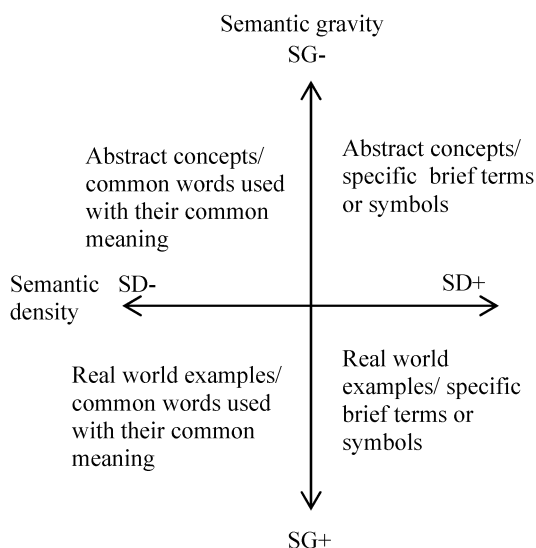 Semantic gravity
SG-
Abstract concepts/
common words used
with their common
meaning
Abstract concepts/
specific brief terms
or symbols
Semantic
density
SD-
SD+
Real world examples/
common words used
with their common
meaning
Real world
examples/ specific
brief terms or
symbols
SG+